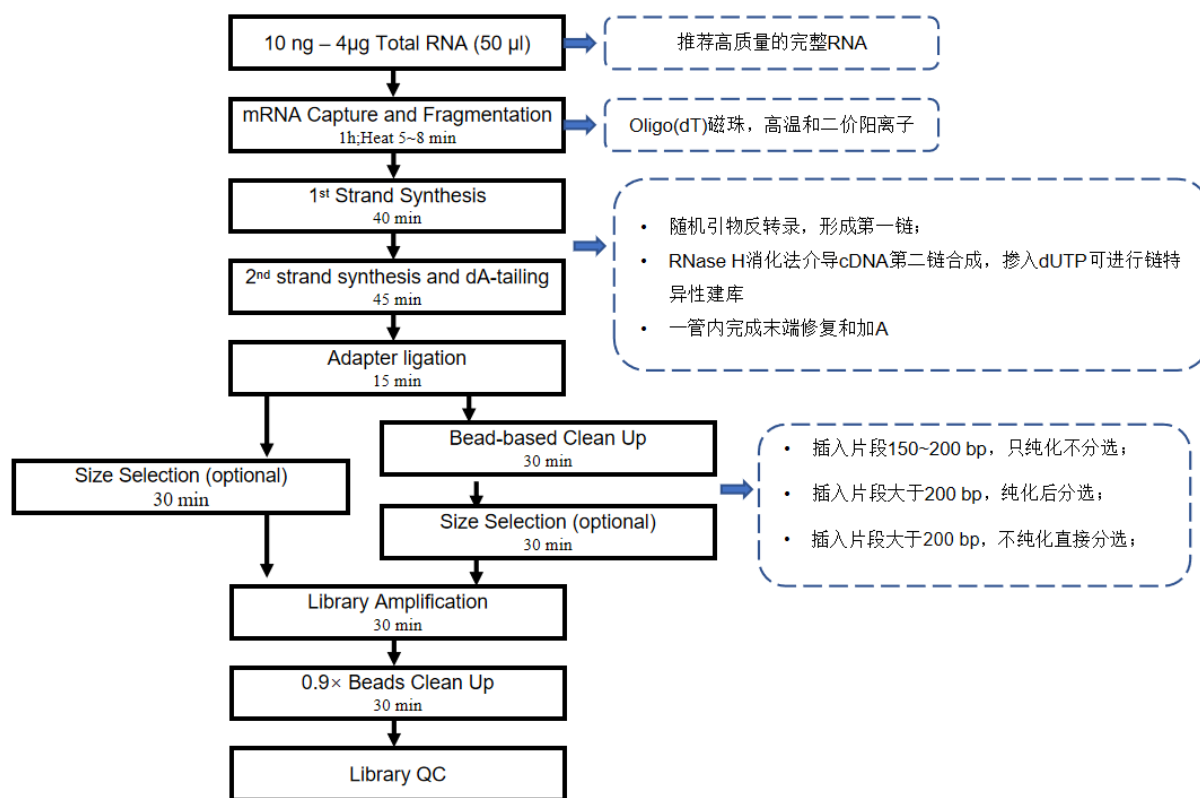 10 ng – 4μg Total RNA (50 μl)
推荐高质量的完整RNA
mRNA Capture and Fragmentation
1h;Heat 5~8 min
Oligo(dT)磁珠，高温和二价阳离子
1st Strand Synthesis
40 min
2nd strand synthesis and dA-tailing
45 min
• 随机引物反转录，形成第一链；
• RNase H消化法介导cDNA第二链合成，掺入dUTP可进行链特
异性建库
• 一管内完成末端修复和加A
Adapter ligation
15 min
Bead-based Clean Up
30 min
Size Selection (optional)
30 min
Size Selection (optional)
30 min
• 插入片段150~200 bp，只纯化不分选；
• 插入片段大于200 bp，纯化后分选；
• 插入片段大于200 bp，不纯化直接分选；
Library Amplification
30 min
0.9× Beads Clean Up
30 min
Library QC